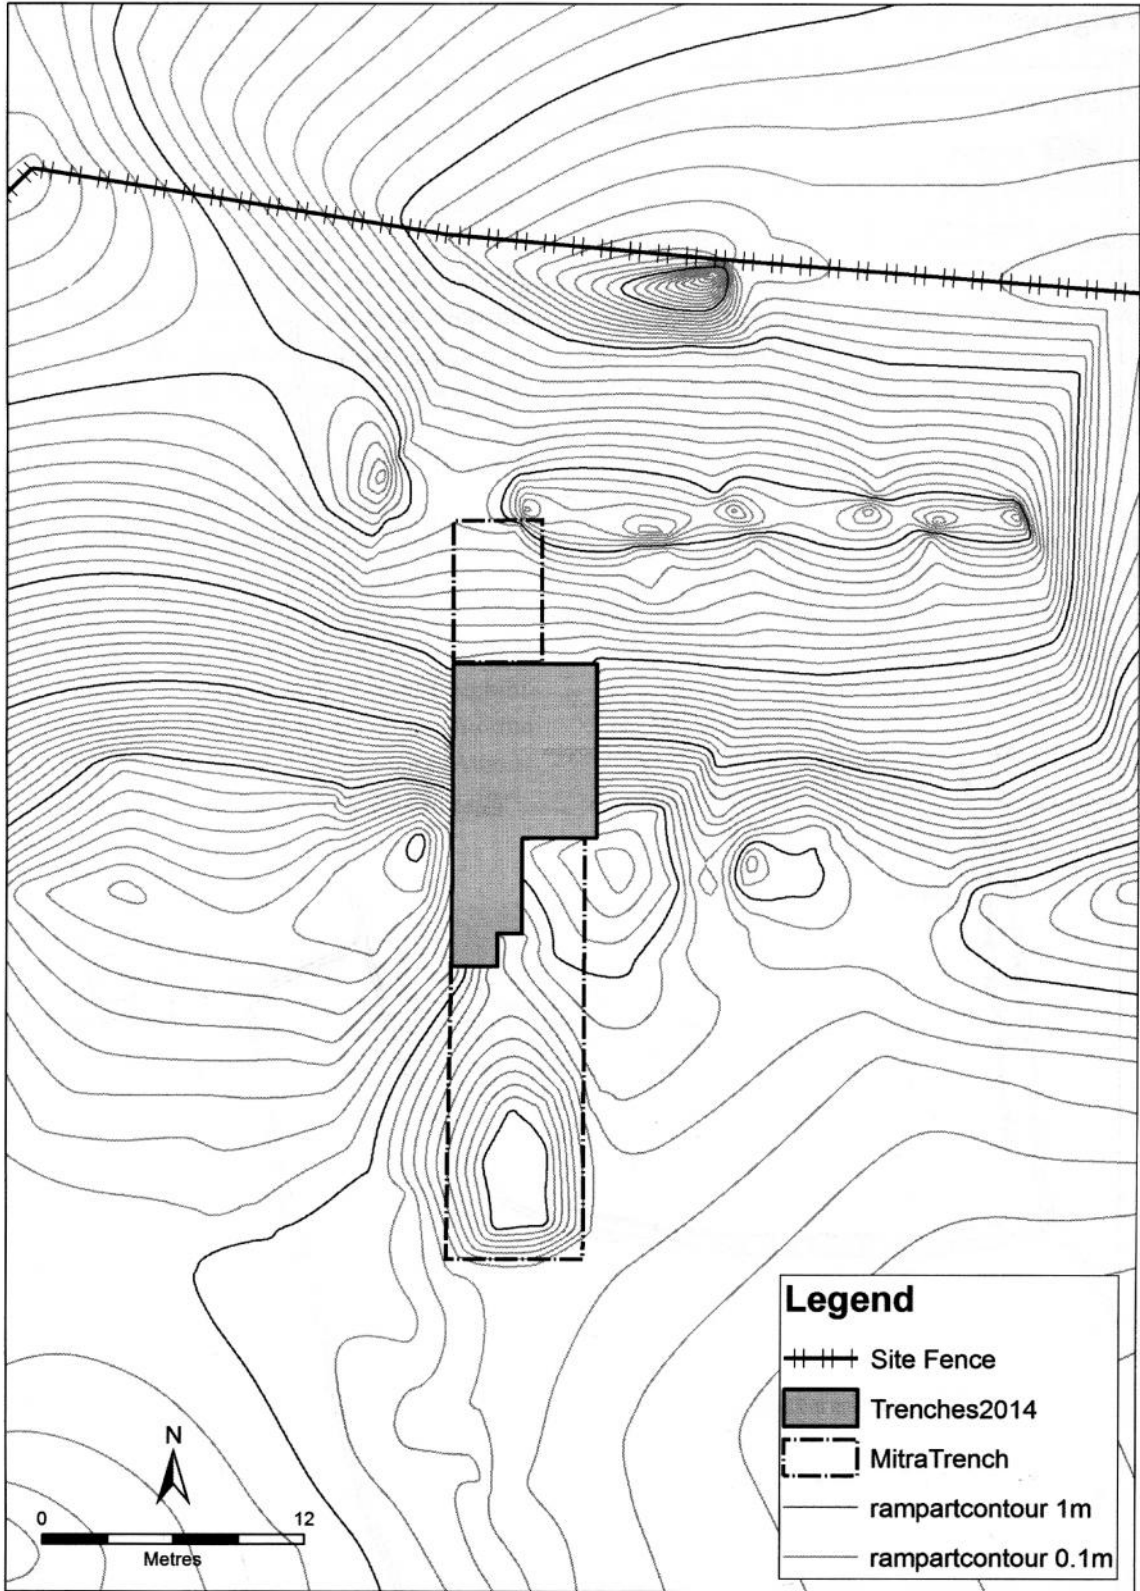 Legend
Site Fence
Trenches2014
MitraTrench
rampartcontour 1m
rampartcontour 0.1m
N
0 12
Metres